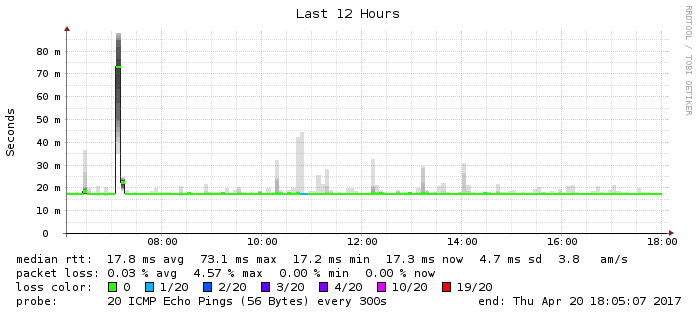 Last 12 Hours
RRDTOOL / TOBI OETIKER
Seconds
80 m
70 m
60 m
50 m
40 m
30 m
20 m
10 m
0
08:00 10:00 12:00 14:00 16:00 18:00
median rtt: 17.8 ms avg 73.1 ms max 17.2 ms min 17.3 ms now 4.7 ms sd 3.8 am/s
packet loss: 0.03 % avg 4.57 % max 0.00 % min 0.00 % now
loss color: 0 1/20 2/20 3/20 4/20 10/20 19/20
probe: 20 ICMP Echo Pings (56 Bytes) every 300s end: Thu Apr 20 18:05:07 2017